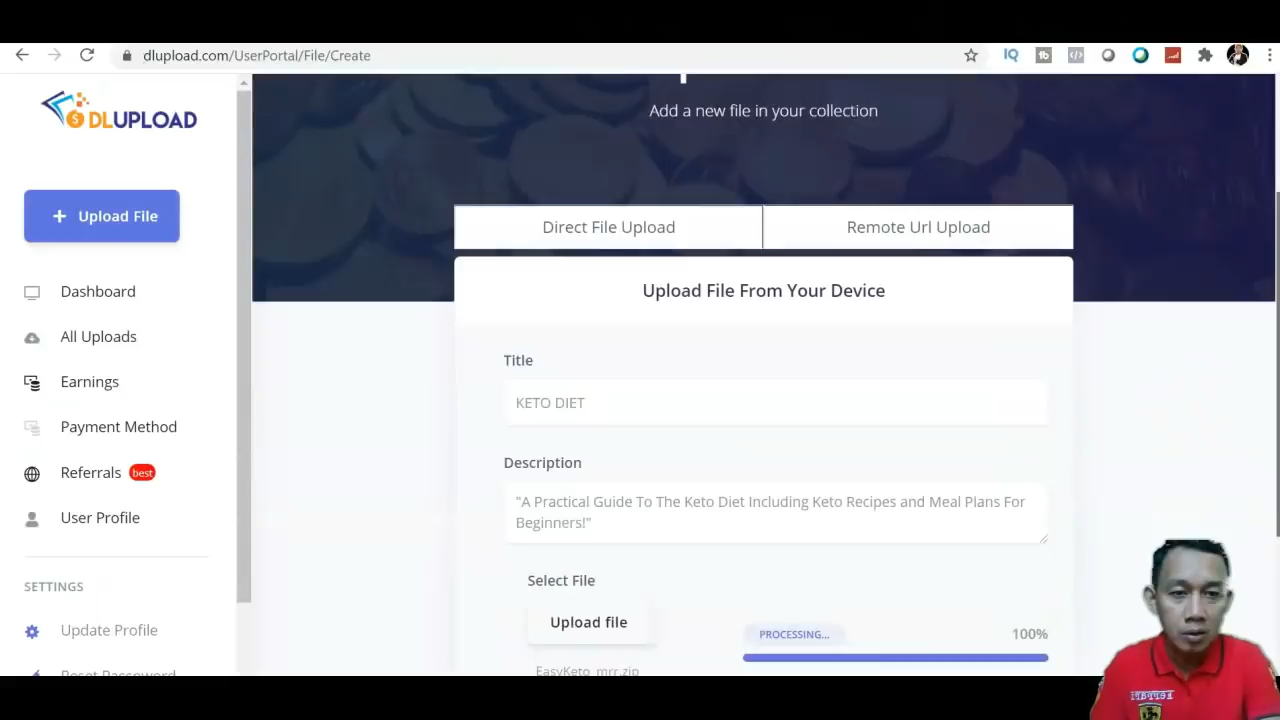 dlupload.com/UserPortal/File/Create
DLUPLOAD
Add a new file in your collection
+ Upload File
Direct File Upload
Remote Url Upload
Dashboard
Upload File From Your Device
All Uploads
Title
Earnings
KETO DIET
Payment Method
Description
Referrals best
"A Practical Guide To The Keto Diet Including Keto Recipes and Meal Plans For
Beginners!"
User Profile
Select File
SETTINGS
Upload file
Update Profile
PROCESSING...
100%
EasyKeto_mrr.zip